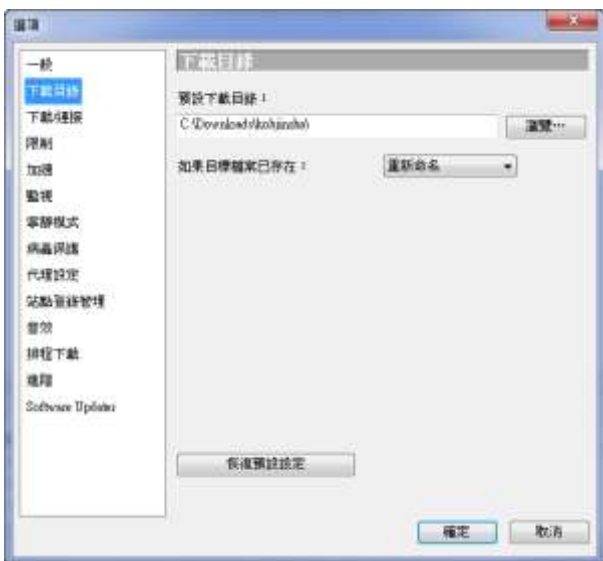 選項
一般
下載目錄
下載/連接
限制
加速
監視
寧靜模式
病毒保護
代理設定
站點登錄管理
音效
排程下載
進階
Software Updater
下載目錄
預設下載目錄：
瀏覽…
如果目標檔案已存在：
重新命名
恢復預設設定
確定
取消